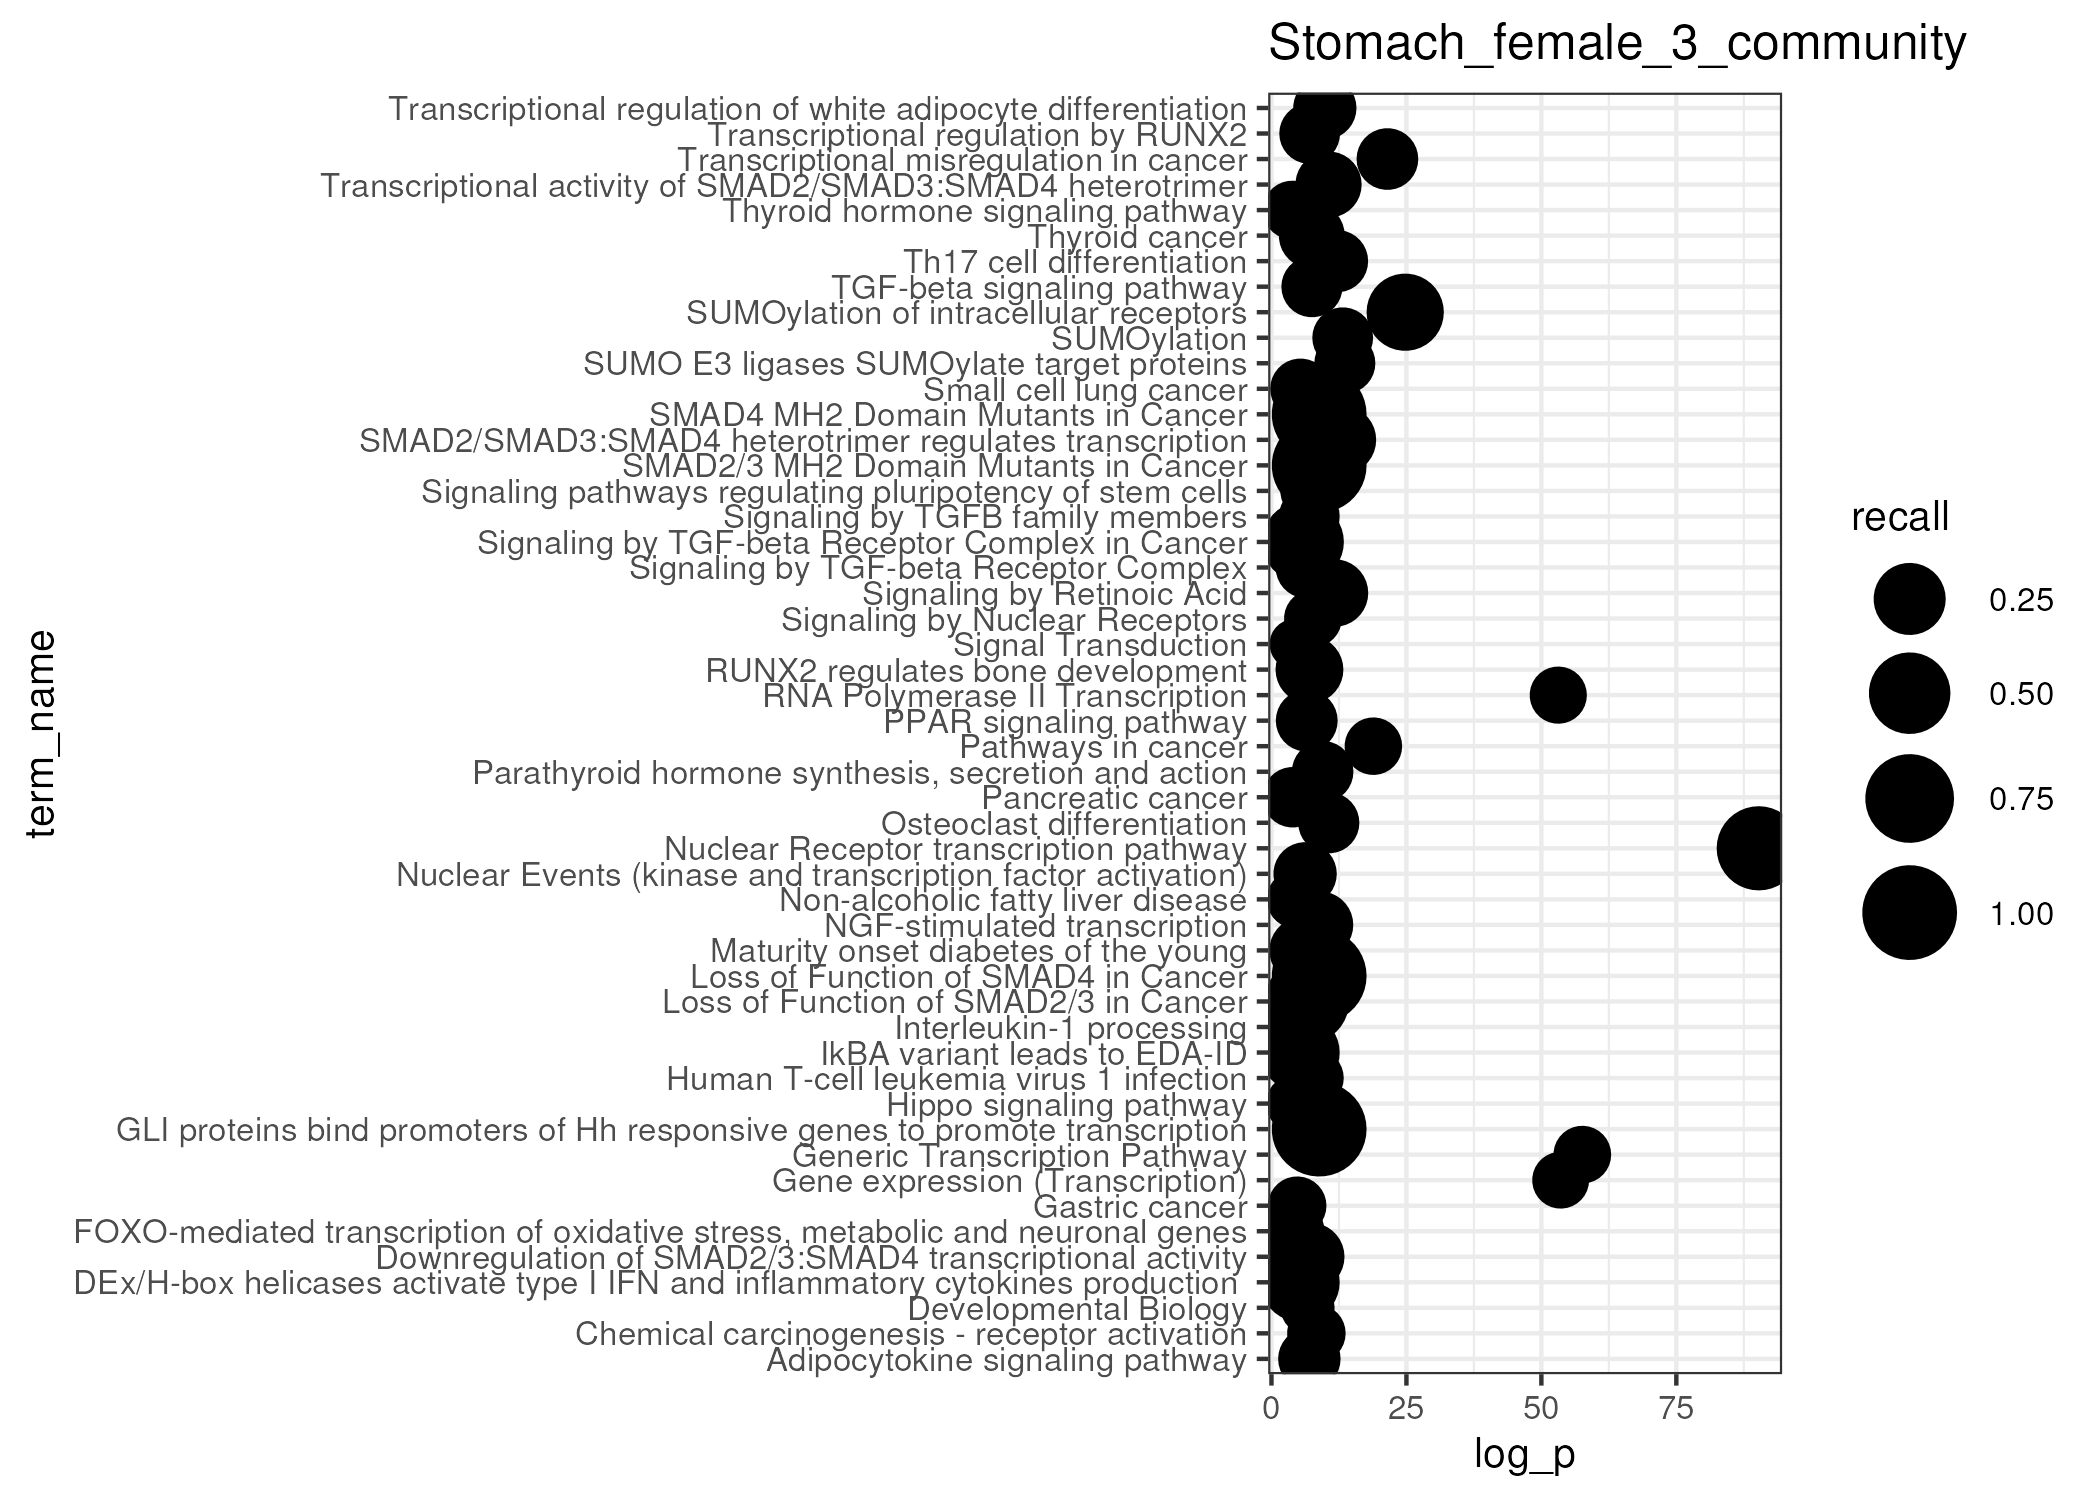 Stomach_female_3_community
Transcriptional regulation of white adipocyte differentiation
Transcriptional regulation by RUNX2
Transcriptional misregulation in cancer
Transcriptional activity of SMAD2/SMAD3:SMAD4 heterotrimer
Thyroid hormone signaling pathway
Thyroid cancer
Th17 cell differentiation
TGF-beta signaling pathway
SUMOylation of intracellular receptors
SUMOylation
SUMO E3 ligases SUMOylate target proteins
Small cell lung cancer
SMAD4 MH2 Domain Mutants in Cancer
SMAD2/SMAD3:SMAD4 heterotrimer regulates transcription
SMAD2/3 MH2 Domain Mutants in Cancer
Signaling pathways regulating pluripotency of stem cells
Signaling by TGFB family members
Signaling by TGF-beta Receptor Complex in Cancer
Signaling by TGF-beta Receptor Complex
Signaling by Retinoic Acid
Signaling by Nuclear Receptors
Signal Transduction
RUNX2 regulates bone development
RNA Polymerase II Transcription
PPAR signaling pathway
Pathways in cancer
Parathyroid hormone synthesis, secretion and action
Pancreatic cancer
Osteoclast differentiation
Nuclear Receptor transcription pathway
Nuclear Events (kinase and transcription factor activation)
Non-alcoholic fatty liver disease
NGF-stimulated transcription
Maturity onset diabetes of the young
Loss of Function of SMAD4 in Cancer
Loss of Function of SMAD2/3 in Cancer
Interleukin-1 processing
IkBA variant leads to EDA-ID
Human T-cell leukemia virus 1 infection
Hippo signaling pathway
GLI proteins bind promoters of Hh responsive genes to promote transcription
Generic Transcription Pathway
Gene expression (Transcription)
Gastric cancer
FOXO-mediated transcription of oxidative stress, metabolic and neuronal genes
Downregulation of SMAD2/3:SMAD4 transcriptional activity
DEx/H-box helicases activate type I IFN and inflammatory cytokines production
Developmental Biology
Chemical carcinogenesis - receptor activation
Adipocytokine signaling pathway
term_name
0 25 50 75
log_p
recall
0.25
0.50
0.75
1.00